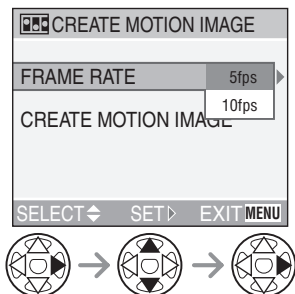 CREATE MOTION IMAGE
FRAME RATE 5fps
10fps
CREATE MOTION IMAGE
SELECT SET EXIT MENU